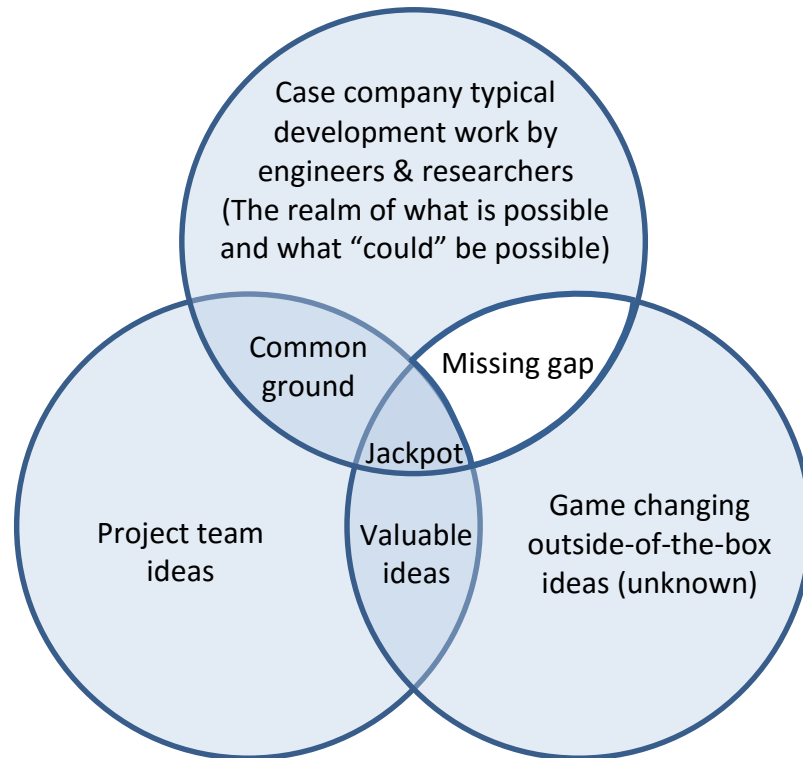 Case company typical
development work by
engineers & researchers
(The realm of what is possible
and what “could” be possible)
Common
ground
Missing gap
Jackpot
Project team
ideas
Valuable
ideas
Game changing
outside-of-the-box
ideas (unknown)